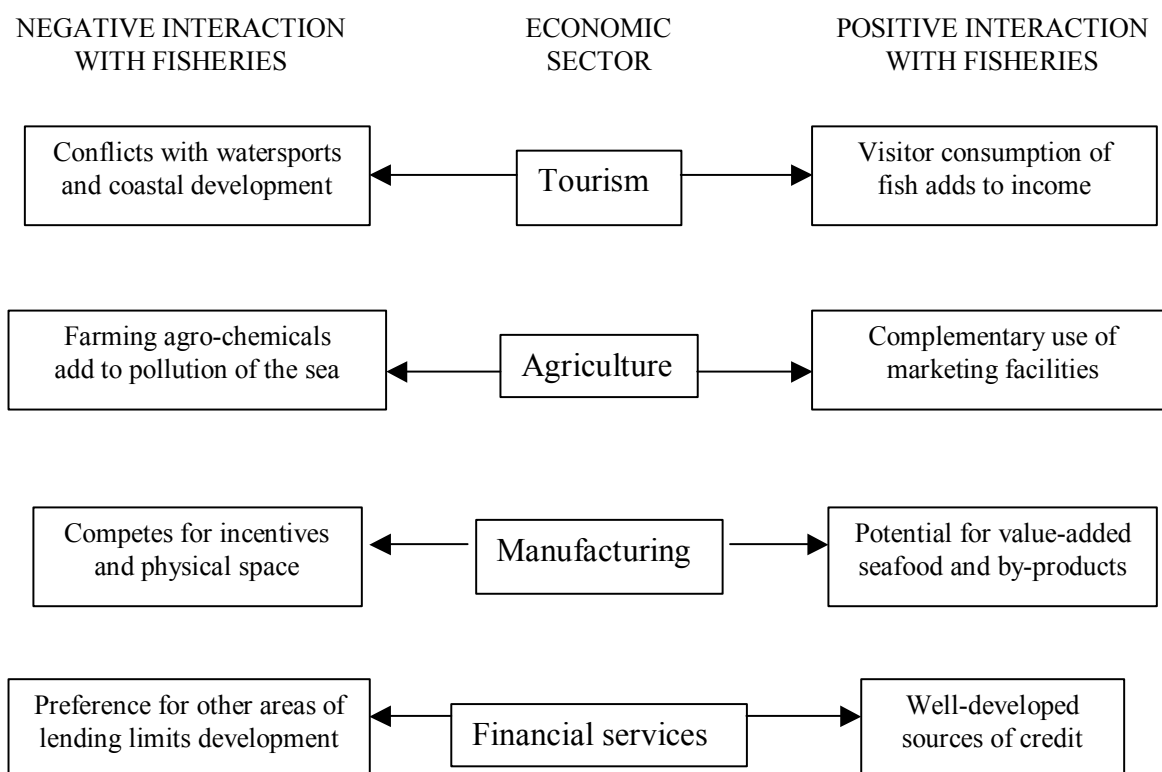 NEGATIVE INTERACTION
WITH FISHERIES
ECONOMIC
SECTOR
POSITIVE INTERACTION
WITH FISHERIES
Conflicts with watersports
and coastal development
Tourism
Visitor consumption of
fish adds to income
Farming agro-chemicals
add to pollution of the sea
Agriculture
Complementary use of
marketing facilities
Competes for incentives
and physical space
Manufacturing
Potential for value-added
seafood and by-products
Preference for other areas of
lending limits development
Financial services
Well-developed
sources of credit